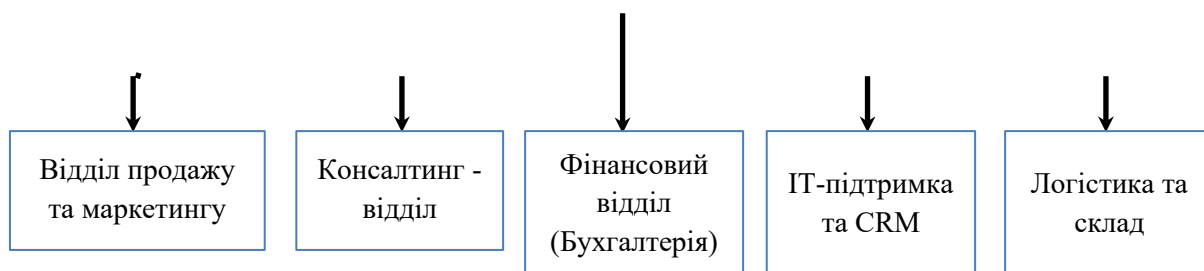 Відділ продажу
та маркетингу
Консалтинг -
відділ
Фінансовий
відділ
(Бухгалтерія)
ІТ-підтримка
та CRM
Логістика та
склад